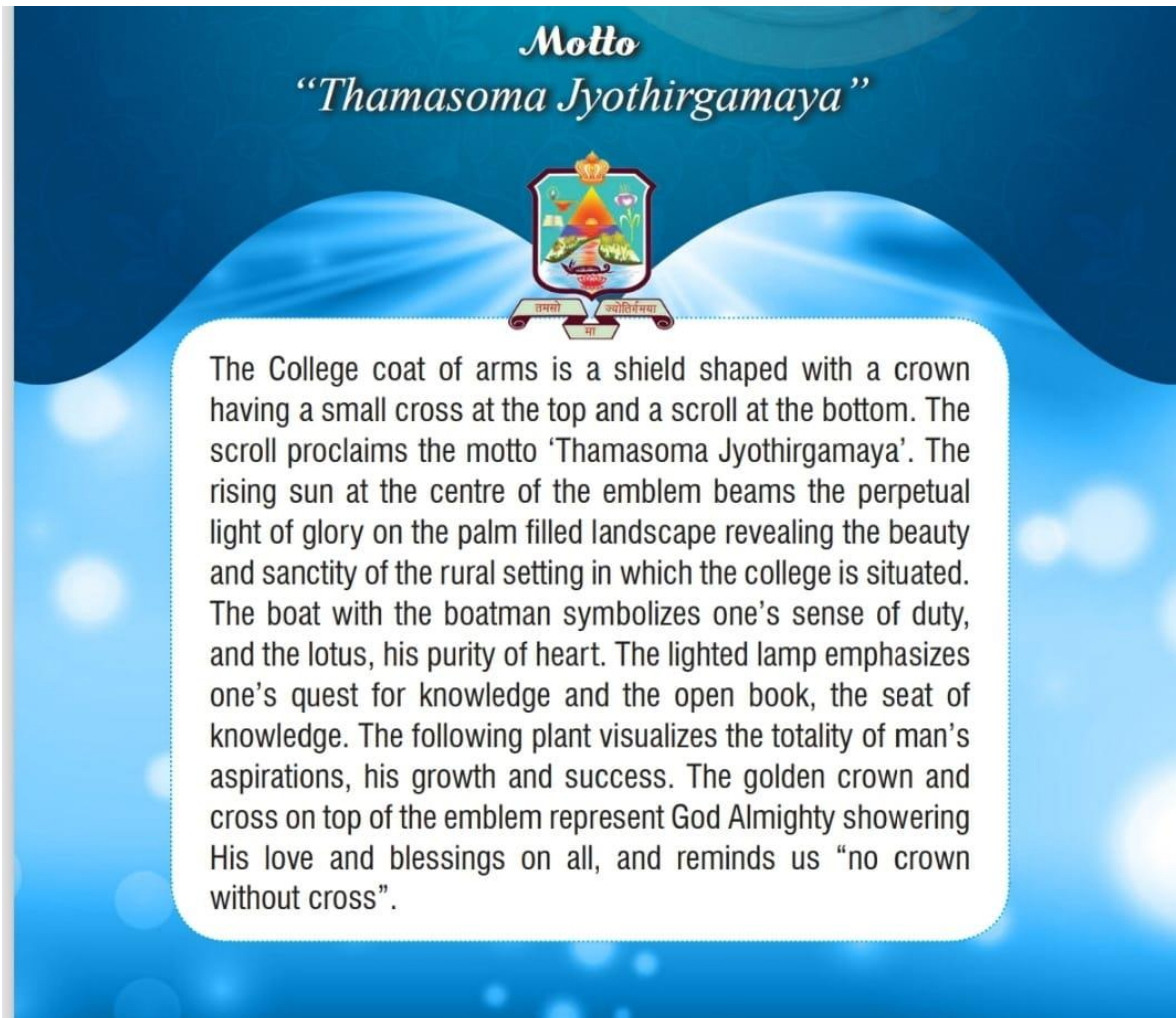 Motto
“Thamasoma Jyothirgamaya”
तमसो
मा
ज्योतिर्गमया
The College coat of arms is a shield shaped with a crown
having a small cross at the top and a scroll at the bottom. The
scroll proclaims the motto ‘Thamasoma Jyothirgamaya’. The
rising sun at the centre of the emblem beams the perpetual
light of glory on the palm filled landscape revealing the beauty
and sanctity of the rural setting in which the college is situated.
The boat with the boatman symbolizes one’s sense of duty,
and the lotus, his purity of heart. The lighted lamp emphasizes
one’s quest for knowledge and the open book, the seat of
knowledge. The following plant visualizes the totality of man’s
aspirations, his growth and success. The golden crown and
cross on top of the emblem represent God Almighty showering
His love and blessings on all, and reminds us “no crown
without cross”.